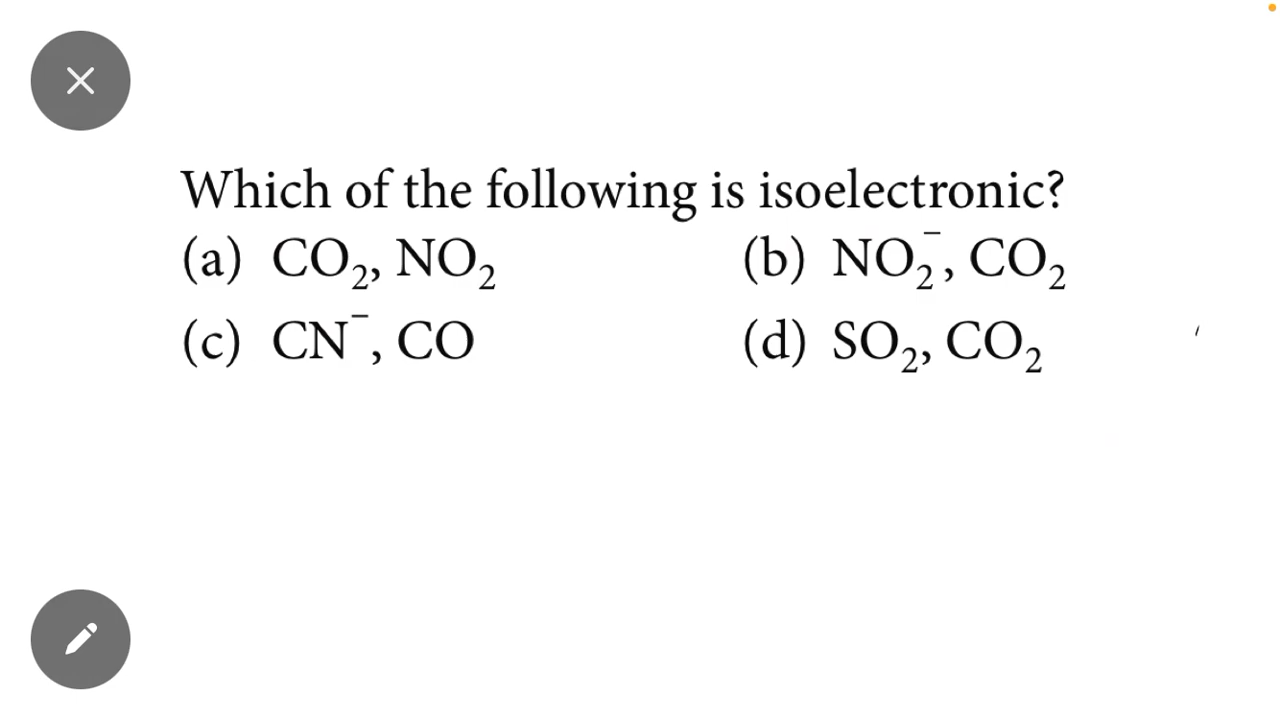 Which of the following is isoelectronic?
(a) CO₂, NO₂ (b) NO₂⁻, CO₂
(c) CN⁻, CO (d) SO₂, CO₂